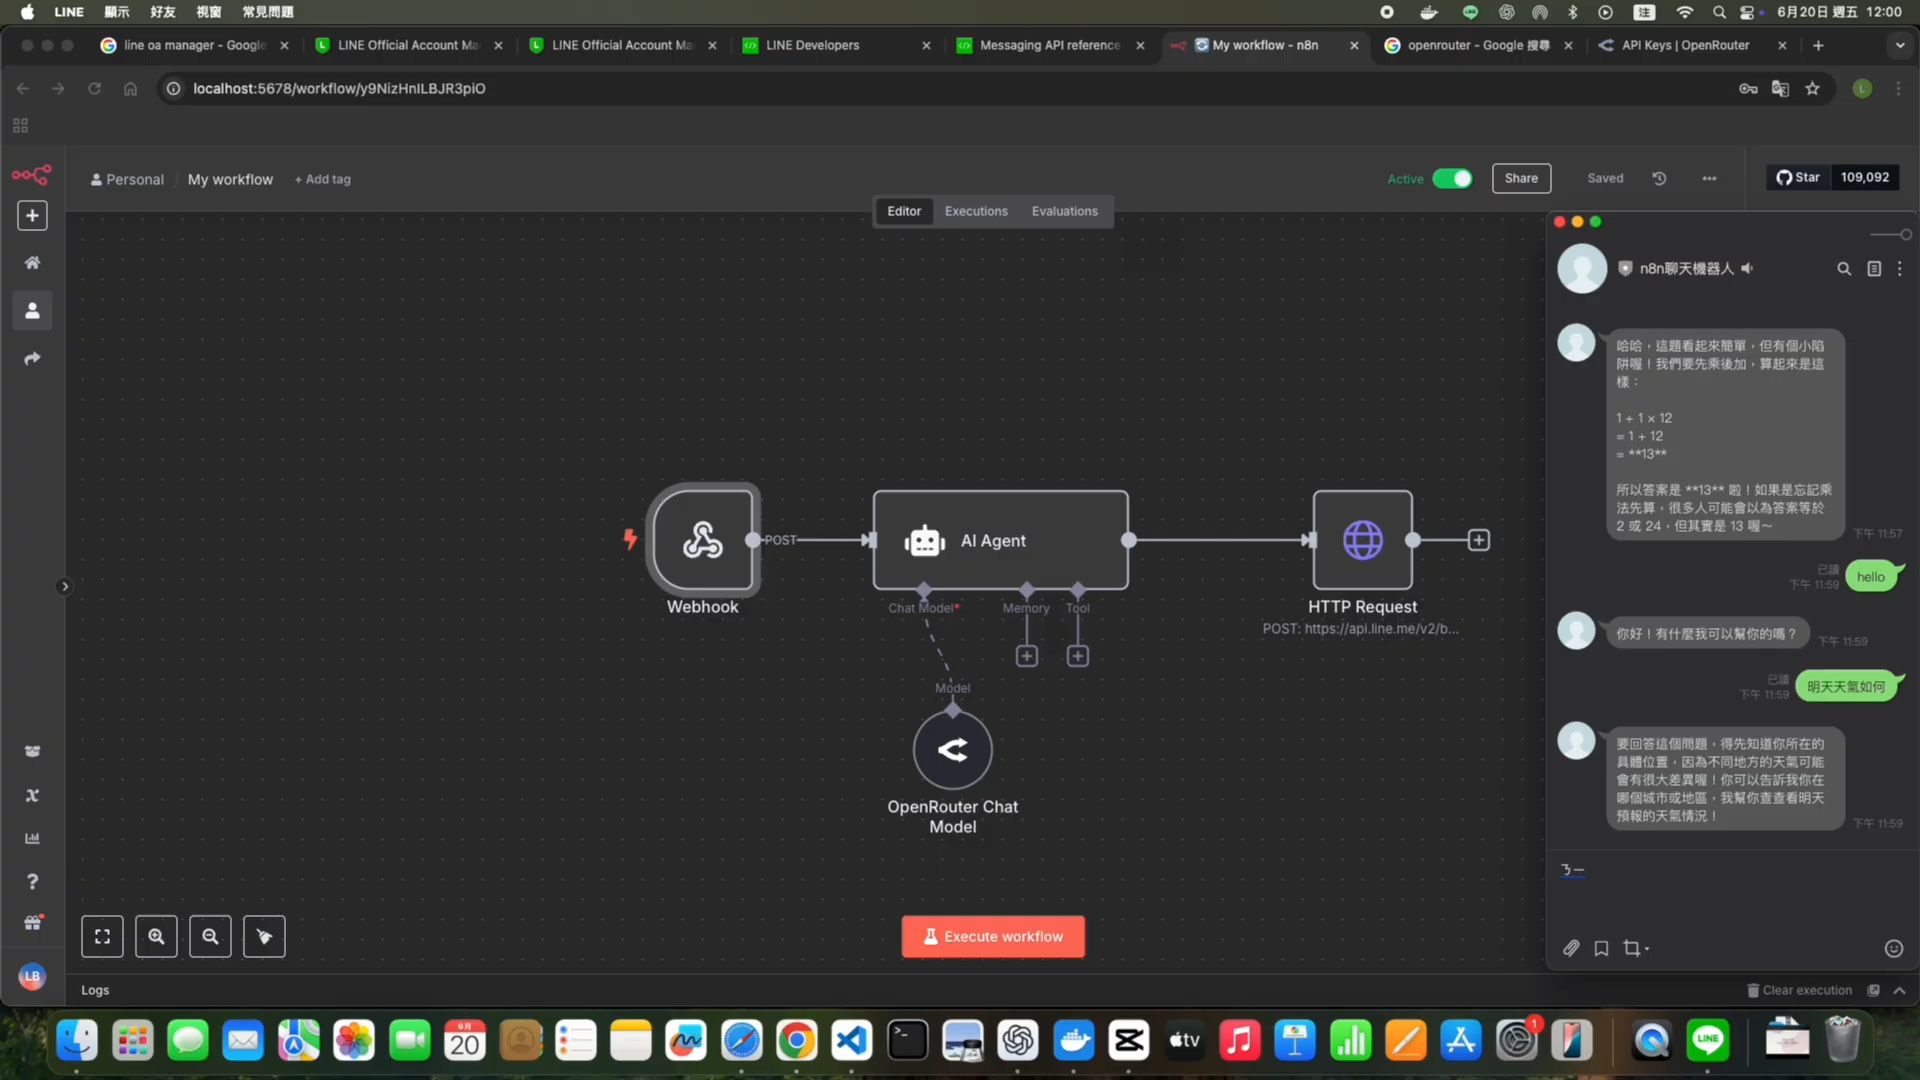 LINE 顯示 好友 視窗 常見問題
注 6月20日 週五 12:00
line oa manager - Google
LINE Official Account Ma
LINE Official Account Ma
LINE Developers
Messaging API reference
My workflow - n8n
openrouter - Google 搜尋
API Keys | OpenRouter
localhost:5678/workflow/y9NizHnILBJR3piO
L
Personal / My workflow + Add tag
Active
Share
Saved
Star 109,092
Editor Executions Evaluations
n8n聊天機器人
哈哈，這題看起來簡單，但有個小陷
阱喔！我們要先乘後加，算起來是這
樣：
1 + 1 × 12
= 1 + 12
= **13**
所以答案是 **13** 啦！如果是忘記乘
法先算，很多人可能會以為答案等於
2 或 24，但其實是 13 喔～
下午 11:57
已讀
下午 11:59
hello
你好！有什麼我可以幫你的嗎？
下午 11:59
已讀
下午 11:59
明天天氣如何
要回答這個問題，得先知道你所在的
具體位置，因為不同地方的天氣可能
會有很大差異喔！你可以告訴我你在
哪個城市或地區，我幫你查查看明天
預報的天氣情況！
下午 11:59
ㄋㄧ
POST
AI Agent
Webhook
Chat Model*
Memory
Tool
HTTP Request
POST: https://api.line.me/v2/b...
Model
OpenRouter Chat
Model
Execute workflow
LB
Logs
Clear execution
6月
20
tv
1
LINE